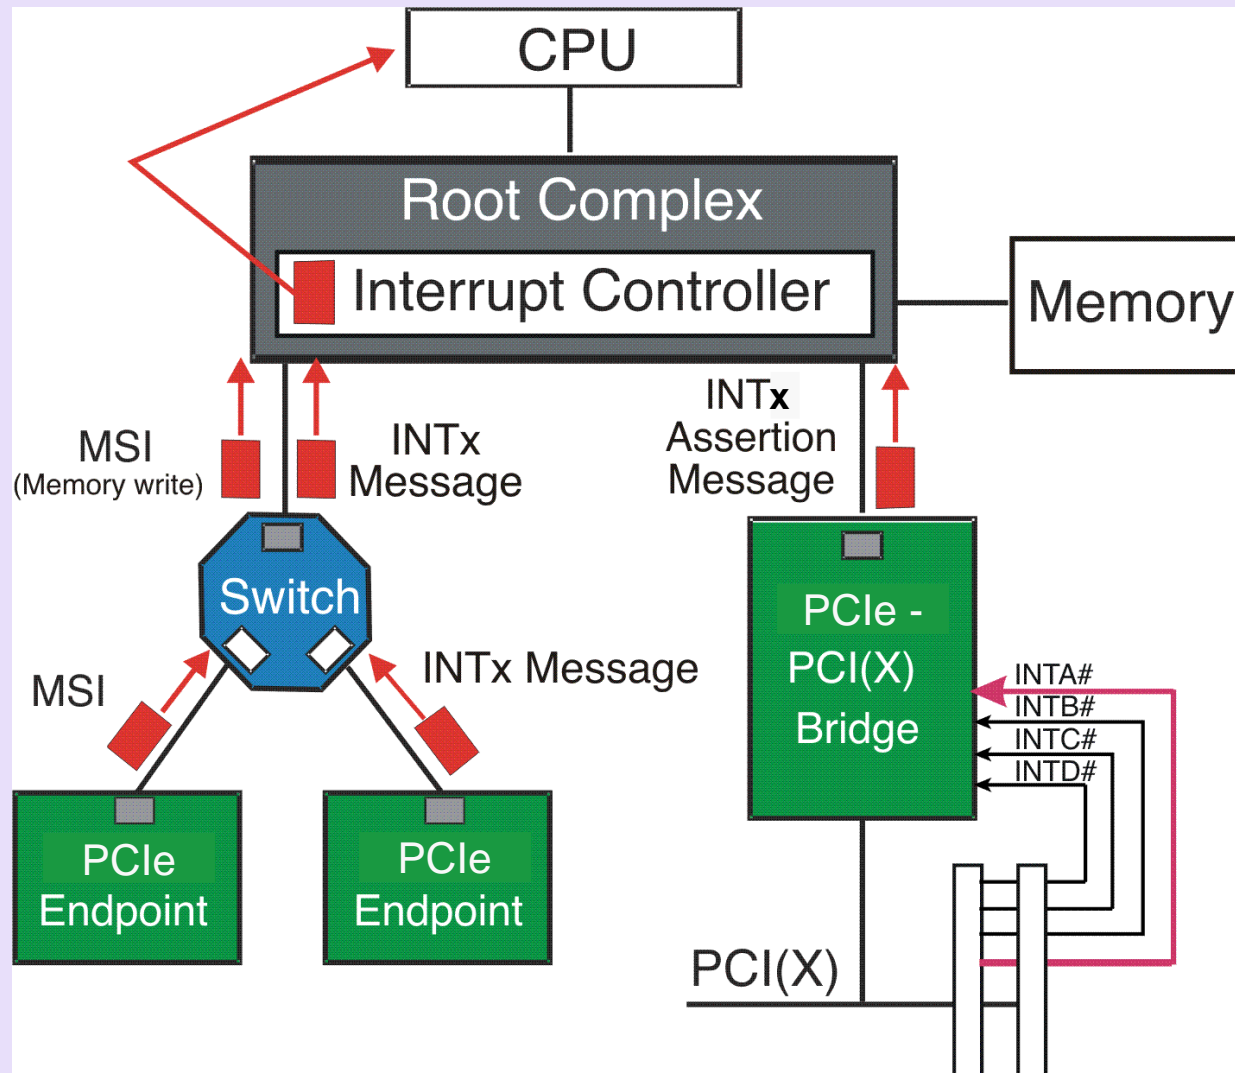 CPU
Root Complex
Interrupt Controller
Memory
MSI
(Memory write)
INTx
Message
INTx
Assertion
Message
Switch
PCIe -
PCI(X)
Bridge
MSI
INTx Message
INTA#
INTB#
INTC#
INTD#
PCIe
Endpoint
PCIe
Endpoint
PCI(X)